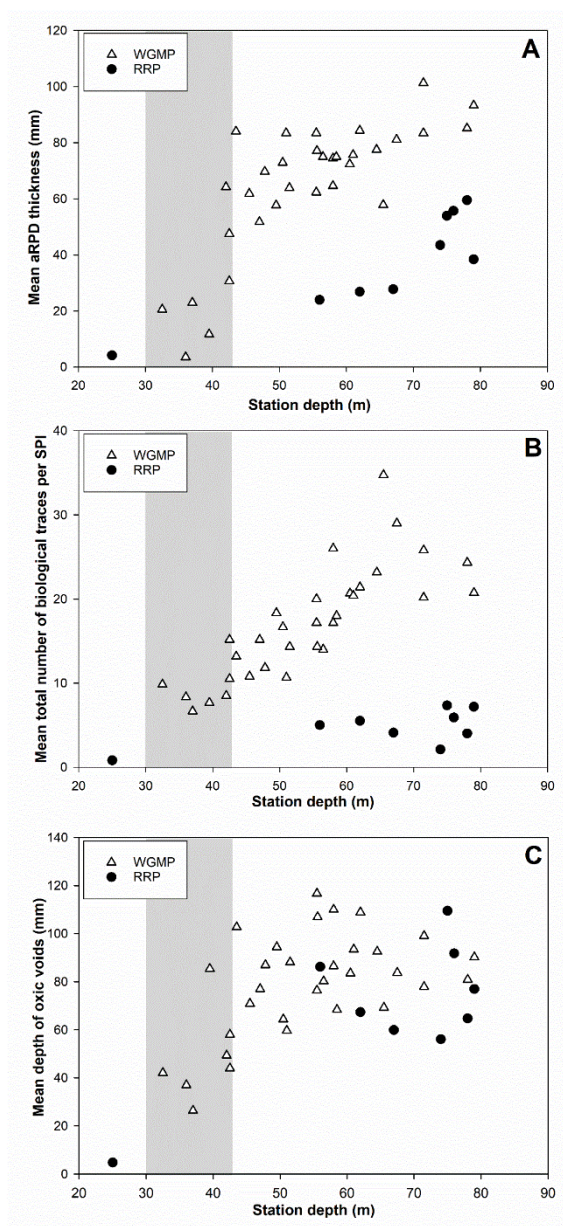 A
WGMP
RRP
Mean aRPD thickness (mm)
120
100
80
60
40
20
0
20 30 40 50 60 70 80 90
Station depth (m)
B
WGMP
RRP
Mean total number of biological traces per SPI
40
30
20
10
0
20 30 40 50 60 70 80 90
Station depth (m)
C
WGMP
RRP
Mean depth of oxic voids (mm)
140
120
100
80
60
40
20
0
20 30 40 50 60 70 80 90
Station depth (m)